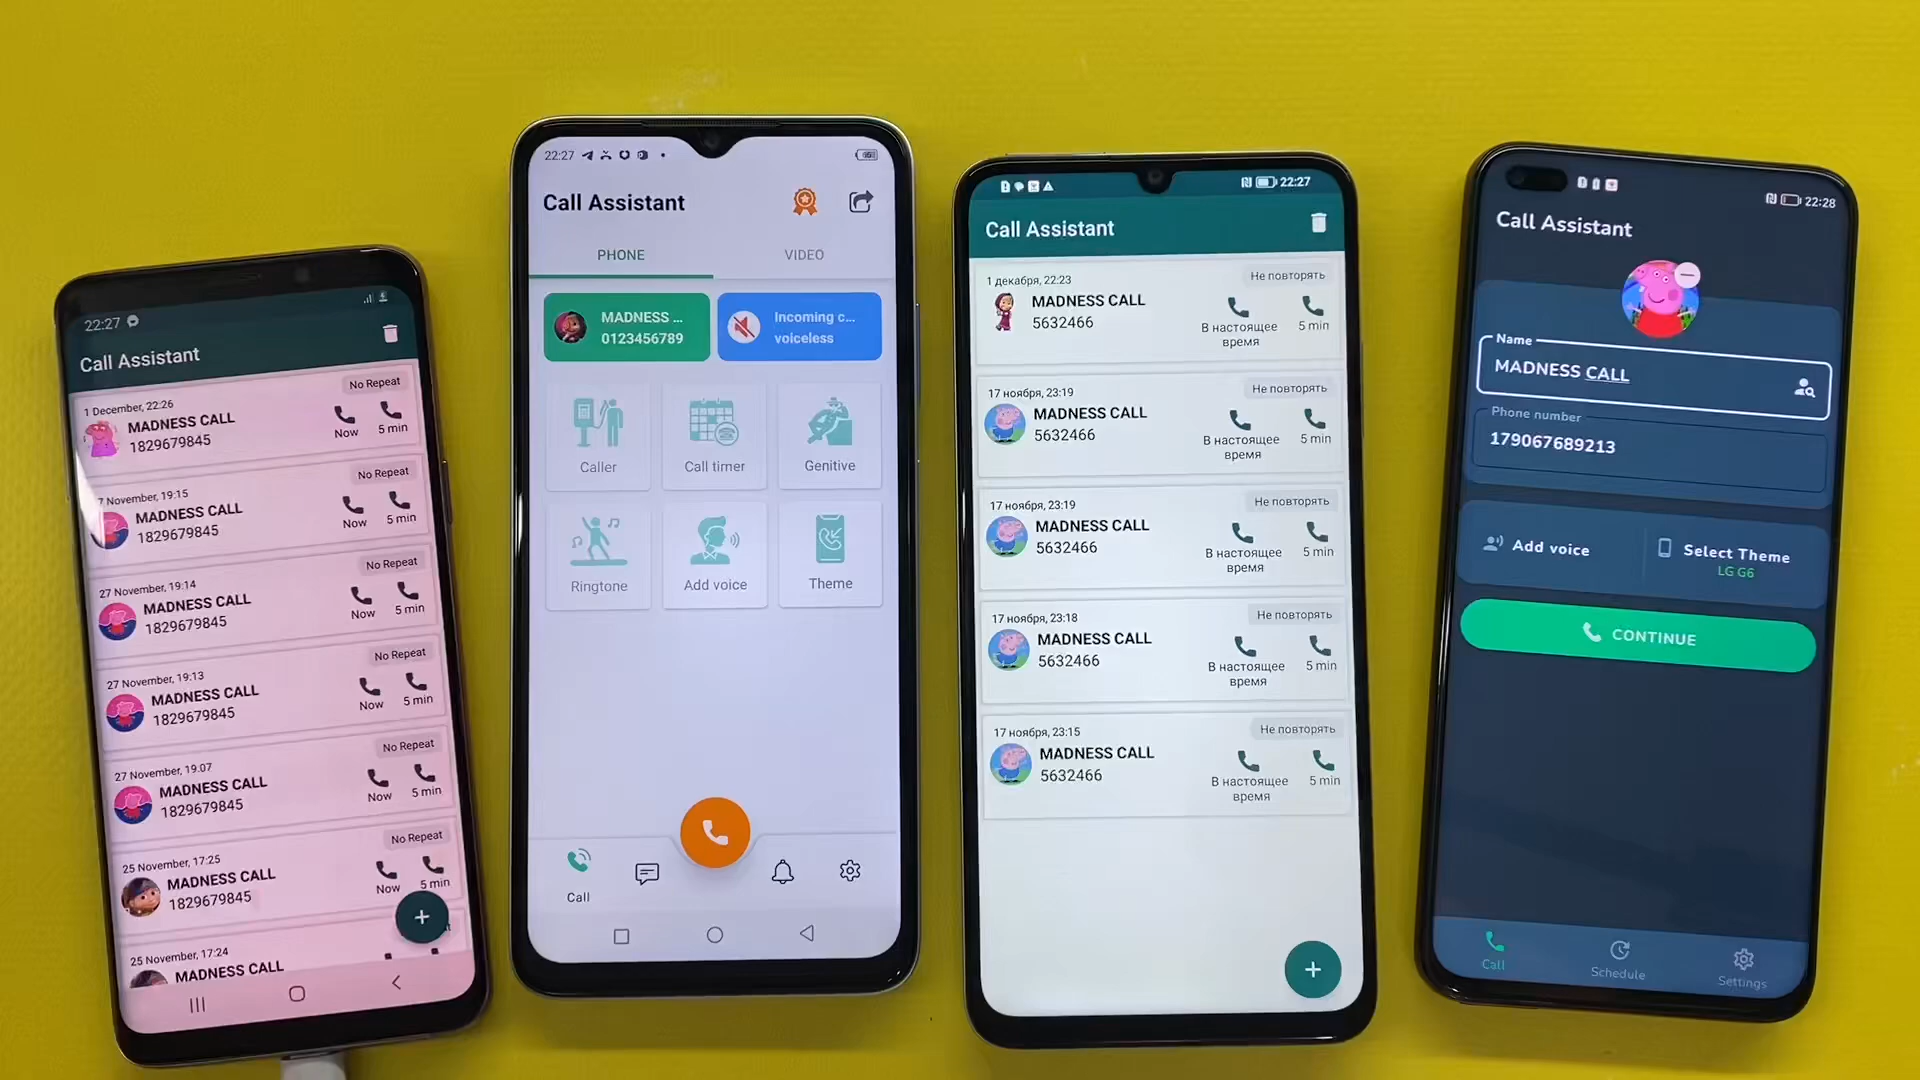 22:27
Call Assistant
No Repeat
1 December, 22:26
MADNESS CALL
1829679845
Now
5 min
No Repeat
7 November, 19:15
MADNESS CALL
1829679845
Now
5 min
No Repeat
27 November, 19:14
MADNESS CALL
1829679845
Now
5 min
No Repeat
27 November, 19:13
MADNESS CALL
1829679845
Now
5 min
No Repeat
27 November, 19:07
MADNESS CALL
1829679845
Now
5 min
No Repeat
25 November, 17:25
MADNESS CALL
1829679845
Now
5 min
25 November, 17:24
MADNESS CALL
22:27
Call Assistant
PHONE
VIDEO
MADNESS ...
0123456789
Incoming c...
voiceless
Caller
Call timer
Genitive
Ringtone
Add voice
Theme
Call
22:27
Call Assistant
Не повторять
1 декабря, 22:23
MADNESS CALL
5632466
В настоящее
время
5 min
Не повторять
17 ноября, 23:19
MADNESS CALL
5632466
В настоящее
время
5 min
Не повторять
17 ноября, 23:19
MADNESS CALL
5632466
В настоящее
время
5 min
Не повторять
17 ноября, 23:18
MADNESS CALL
5632466
В настоящее
время
5 min
Не повторять
17 ноября, 23:15
MADNESS CALL
5632466
В настоящее
время
5 min
22:28
Call Assistant
Name
MADNESS CALL
Phone number
179067689213
Add voice
Select Theme
LG G6
CONTINUE
Call
Schedule
Settings